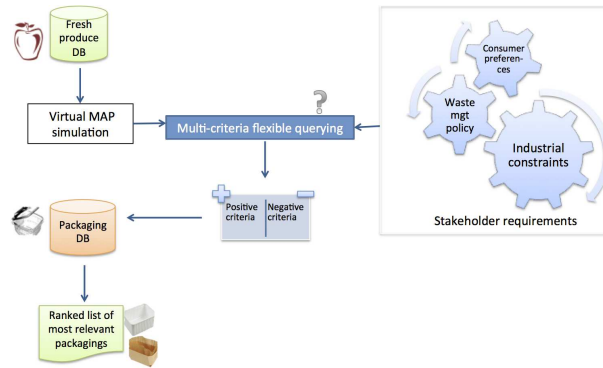 Fresh
produce
DB
Virtual MAP
simulation
?
Multi-criteria flexible querying
Consumer
preferen-
ces
Waste
mgt
policy
Industrial
constraints
Stakeholder requirements
+
−
Positive
criteria
Negative
criteria
Packaging
DB
Ranked list of
most relevant
packagings